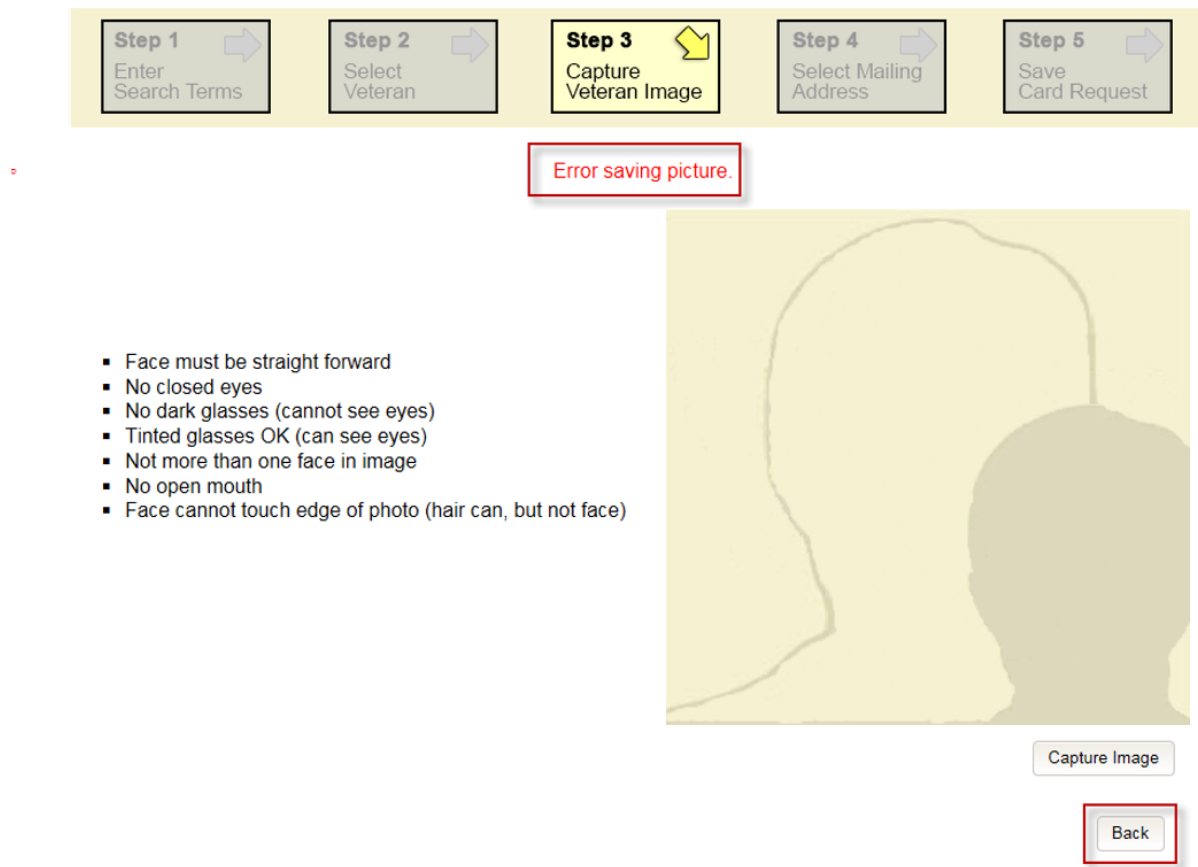 Step 1
Enter
Search Terms
Step 2
Select
Veteran
Step 3
Capture
Veteran Image
Step 4
Select Mailing
Address
Step 5
Save
Card Request
Error saving picture.
▪ Face must be straight forward
▪ No closed eyes
▪ No dark glasses (cannot see eyes)
▪ Tinted glasses OK (can see eyes)
▪ Not more than one face in image
▪ No open mouth
▪ Face cannot touch edge of photo (hair can, but not face)
Capture Image
Back